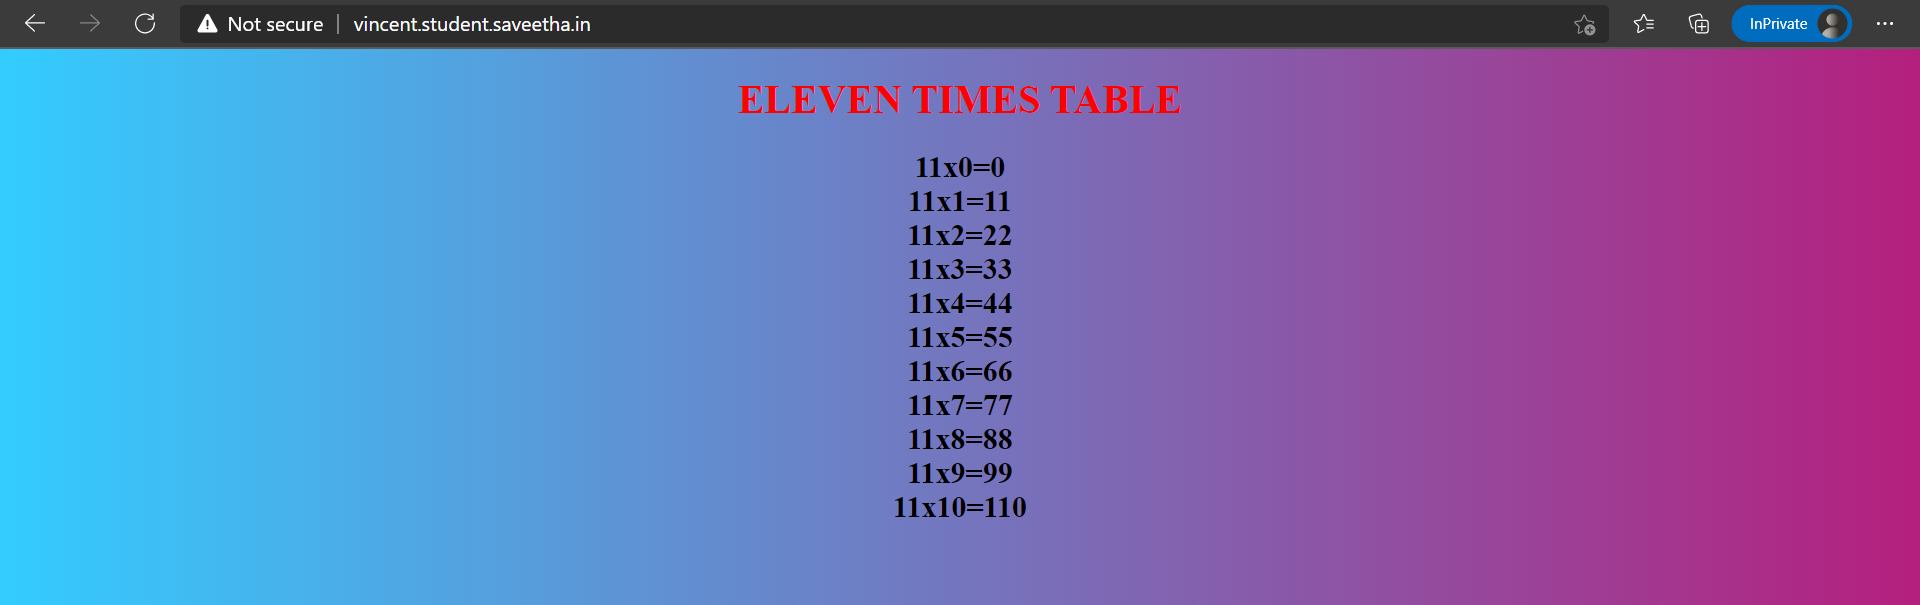 Not secure | vincent.student.saveetha.in
InPrivate
ELEVEN TIMES TABLE
11x0=0
11x1=11
11x2=22
11x3=33
11x4=44
11x5=55
11x6=66
11x7=77
11x8=88
11x9=99
11x10=110